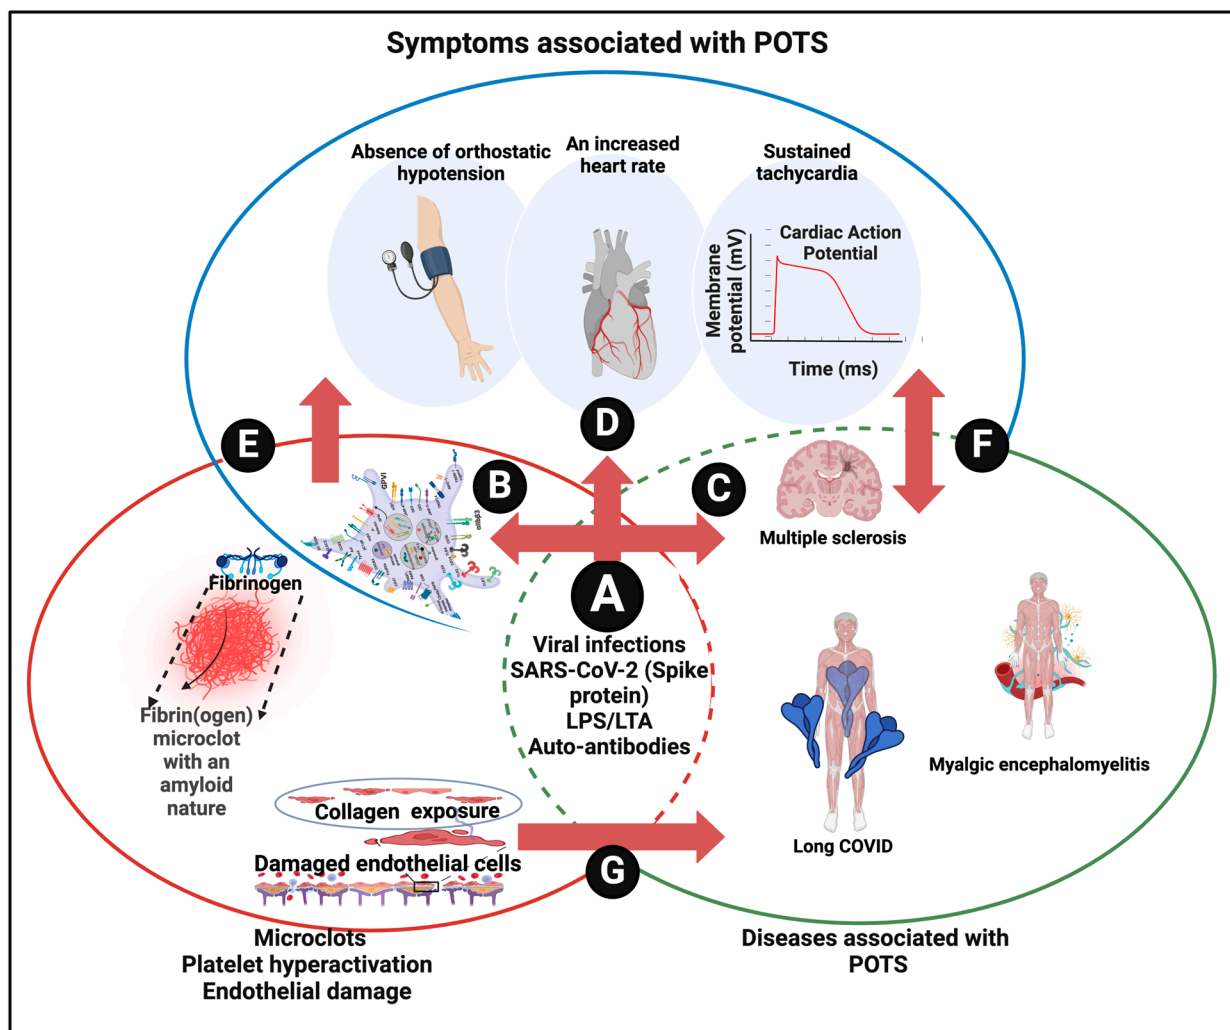 Symptoms associated with POTS
Absence of orthostatic
hypotension
An increased
heart rate
Sustained
tachycardia
Cardiac Action
Potential
Membrane
potential (mV)
Time (ms)
E
D
F
B
C
A
GPVI
Multiple sclerosis
Fibrinogen
Viral infections
SARS-CoV-2 (Spike
protein)
LPS/LTA
Auto-antibodies
Fibrin(ogen)
microclot
with an
amyloid
nature
Myalgic encephalomyelitis
Collagen exposure
Long COVID
Damaged endothelial cells
G
Microclots
Platelet hyperactivation
Endothelial damage
Diseases associated with
POTS